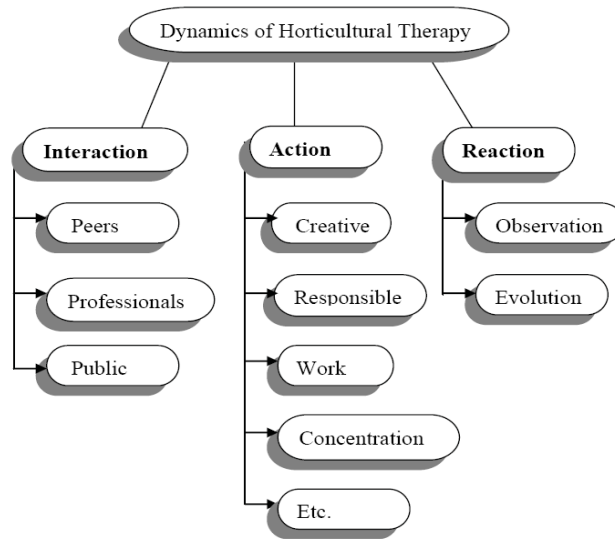 Dynamics of Horticultural Therapy
Interaction
Peers
Professionals
Public
Action
Creative
Responsible
Work
Concentration
Etc.
Reaction
Observation
Evolution